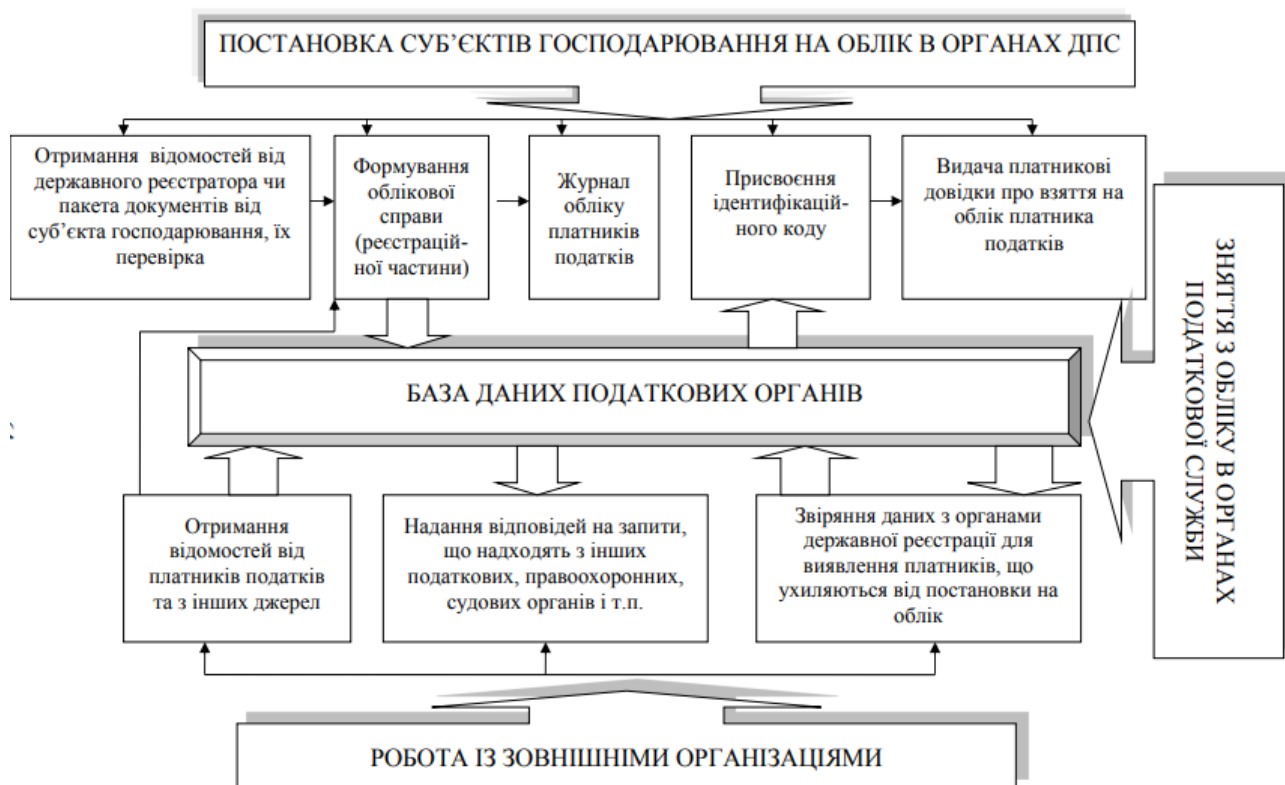 ПОСТАНОВКА СУБ’ЄКТІВ ГОСПОДАРЮВАННЯ НА ОБЛІК В ОРГАНАХ ДПС
Отримання відомостей від
державного реєстратора чи
пакета документів від
суб’єкта господарювання, їх
перевірка
Формування
облікової
справи
(реєстрацій-
ної частини)
Журнал
обліку
платників
податків
Присвоєння
ідентифікацій-
ного коду
Видача платникові
довідки про взяття на
облік платника
податків
ЗНЯТТЯ З ОБЛІКУ В ОРГАНАХ
ПОДАТКОВОЇ СЛУЖБИ
БАЗА ДАНИХ ПОДАТКОВИХ ОРГАНІВ
Отримання
відомостей від
платників податків
та з інших джерел
Надання відповідей на запити,
що надходять з інших
податкових, правоохоронних,
судових органів і т.п.
Звіряння даних з органами
державної реєстрації для
виявлення платників, що
ухиляються від постановки на
облік
РОБОТА ІЗ ЗОВНІШНІМИ ОРГАНІЗАЦІЯМИ